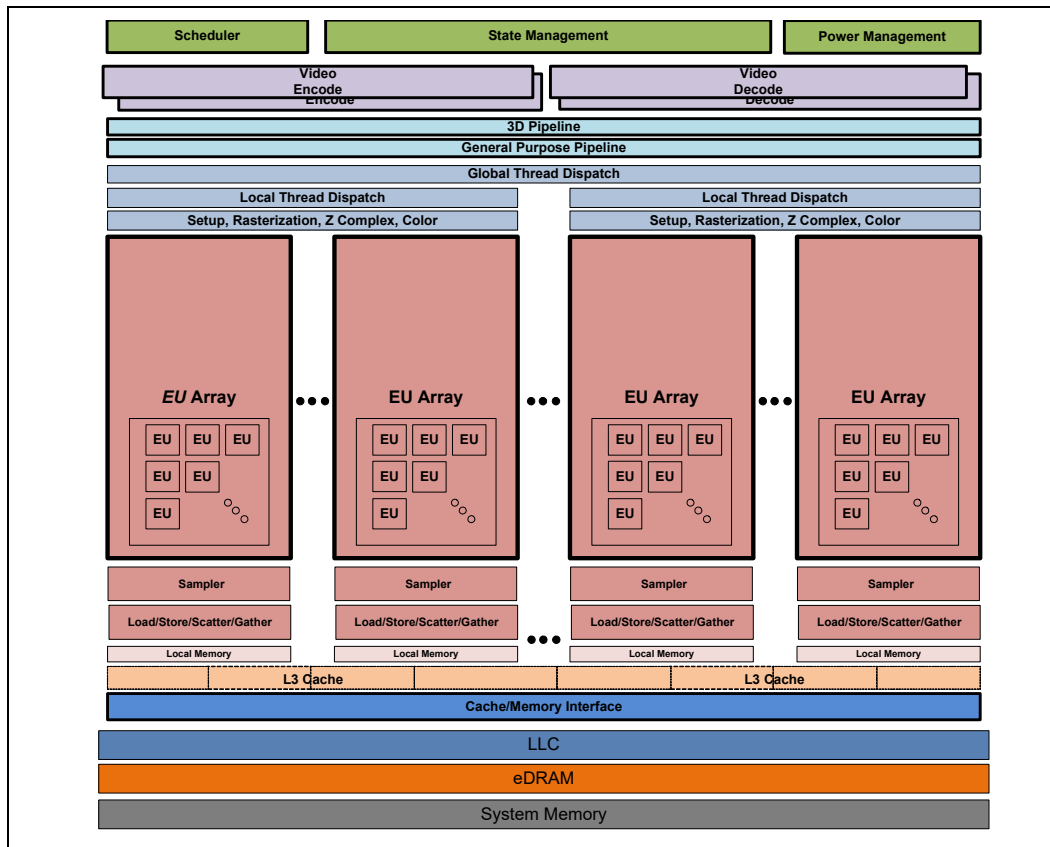 Scheduler
State Management
Power Management
Video
Encode
Encode
Video
Decode
Decode
3D Pipeline
General Purpose Pipeline
Global Thread Dispatch
Local Thread Dispatch
Local Thread Dispatch
Setup, Rasterization, Z Complex, Color
Setup, Rasterization, Z Complex, Color
EU Array
EU Array
EU Array
EU Array
EU EU EU
EU EU EU
EU EU EU
EU EU EU
EU EU
EU EU
EU EU
EU EU
EU
EU
EU
EU
Sampler
Sampler
Sampler
Sampler
Load/Store/Scatter/Gather
Load/Store/Scatter/Gather
Load/Store/Scatter/Gather
Load/Store/Scatter/Gather
Local Memory
Local Memory
Local Memory
Local Memory
L3 Cache
L3 Cache
Cache/Memory Interface
LLC
eDRAM
System Memory